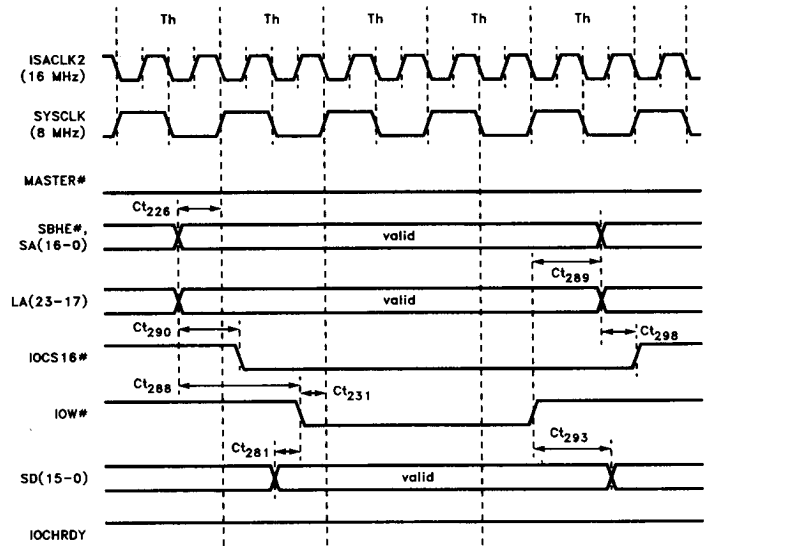 Th Th Th Th Th
ISACLK2
(16 MHz)
SYSCLK
(8 MHz)
MASTER#
Ct226
SBHE#,
SA(16-0)
valid
Ct289
LA(23-17)
valid
Ct290
Ct298
IOCS16#
Ct288
Ct231
IOW#
Ct281
Ct293
SD(15-0)
valid
IOCHRDY